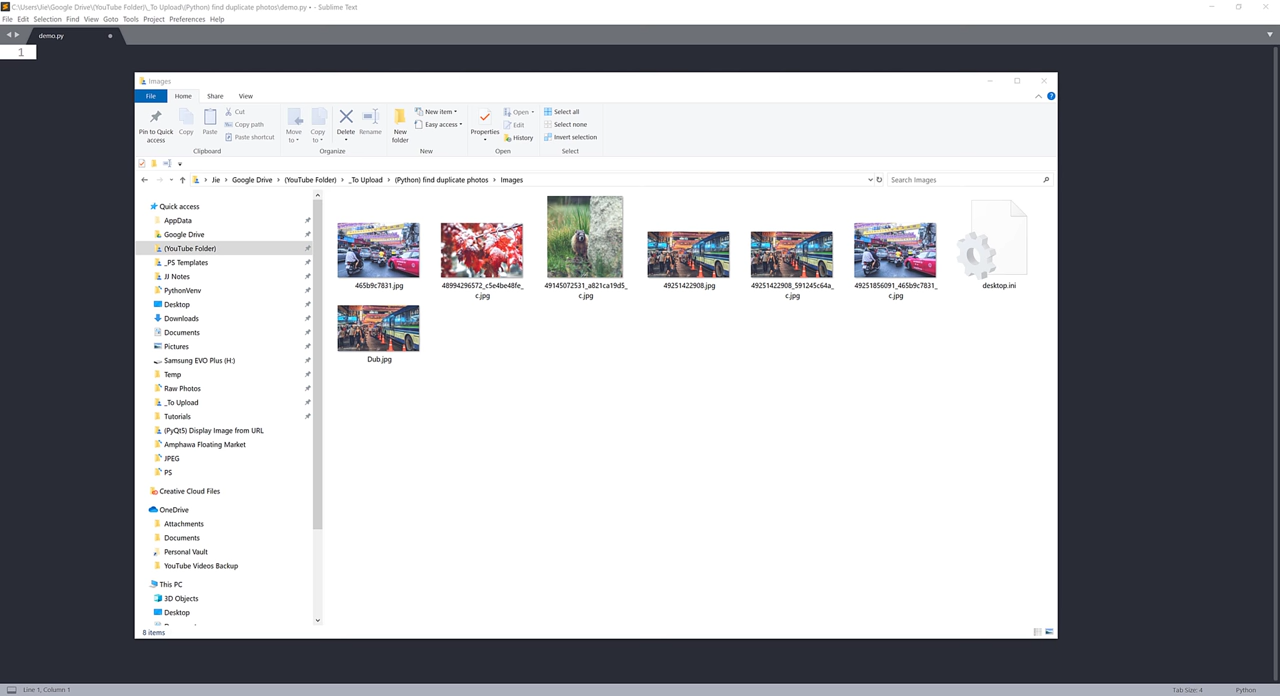 C:\Users\Jie\Google Drive\(YouTube Folder)\_To Upload\(Python) find duplicate photos\demo.py • - Sublime Text
File Edit Selection Find View Goto Tools Project Preferences Help
demo.py
1
Images
File Home Share View
Pin to Quick access
Copy
Paste
Cut
Copy path
Paste shortcut
Clipboard
Move to
Copy to
Delete
Rename
Organize
New folder
New item
Easy access
New
Properties
Open
Edit
History
Open
Select all
Select none
Invert selection
Select
Jie > Google Drive > (YouTube Folder) > _To Upload > (Python) find duplicate photos > Images
Search Images
Quick access
AppData
Google Drive
(YouTube Folder)
_PS Templates
JJ Notes
PythonVenv
Desktop
Downloads
Documents
Pictures
Samsung EVO Plus (H:)
Temp
Raw Photos
_To Upload
Tutorials
(PyQt5) Display Image from URL
Amphawa Floating Market
JPEG
PS
Creative Cloud Files
OneDrive
Attachments
Documents
Personal Vault
YouTube Videos Backup
This PC
3D Objects
Desktop
465b9c7831.jpg
48994296572_c5e4be48fe_
c.jpg
49145072531_a821ca19d5_
c.jpg
49251422908.jpg
49251422908_591245c64a_
c.jpg
49251856091_465b9c7831_
c.jpg
desktop.ini
Dub.jpg
8 items
Line 1, Column 1
Tab Size: 4
Python